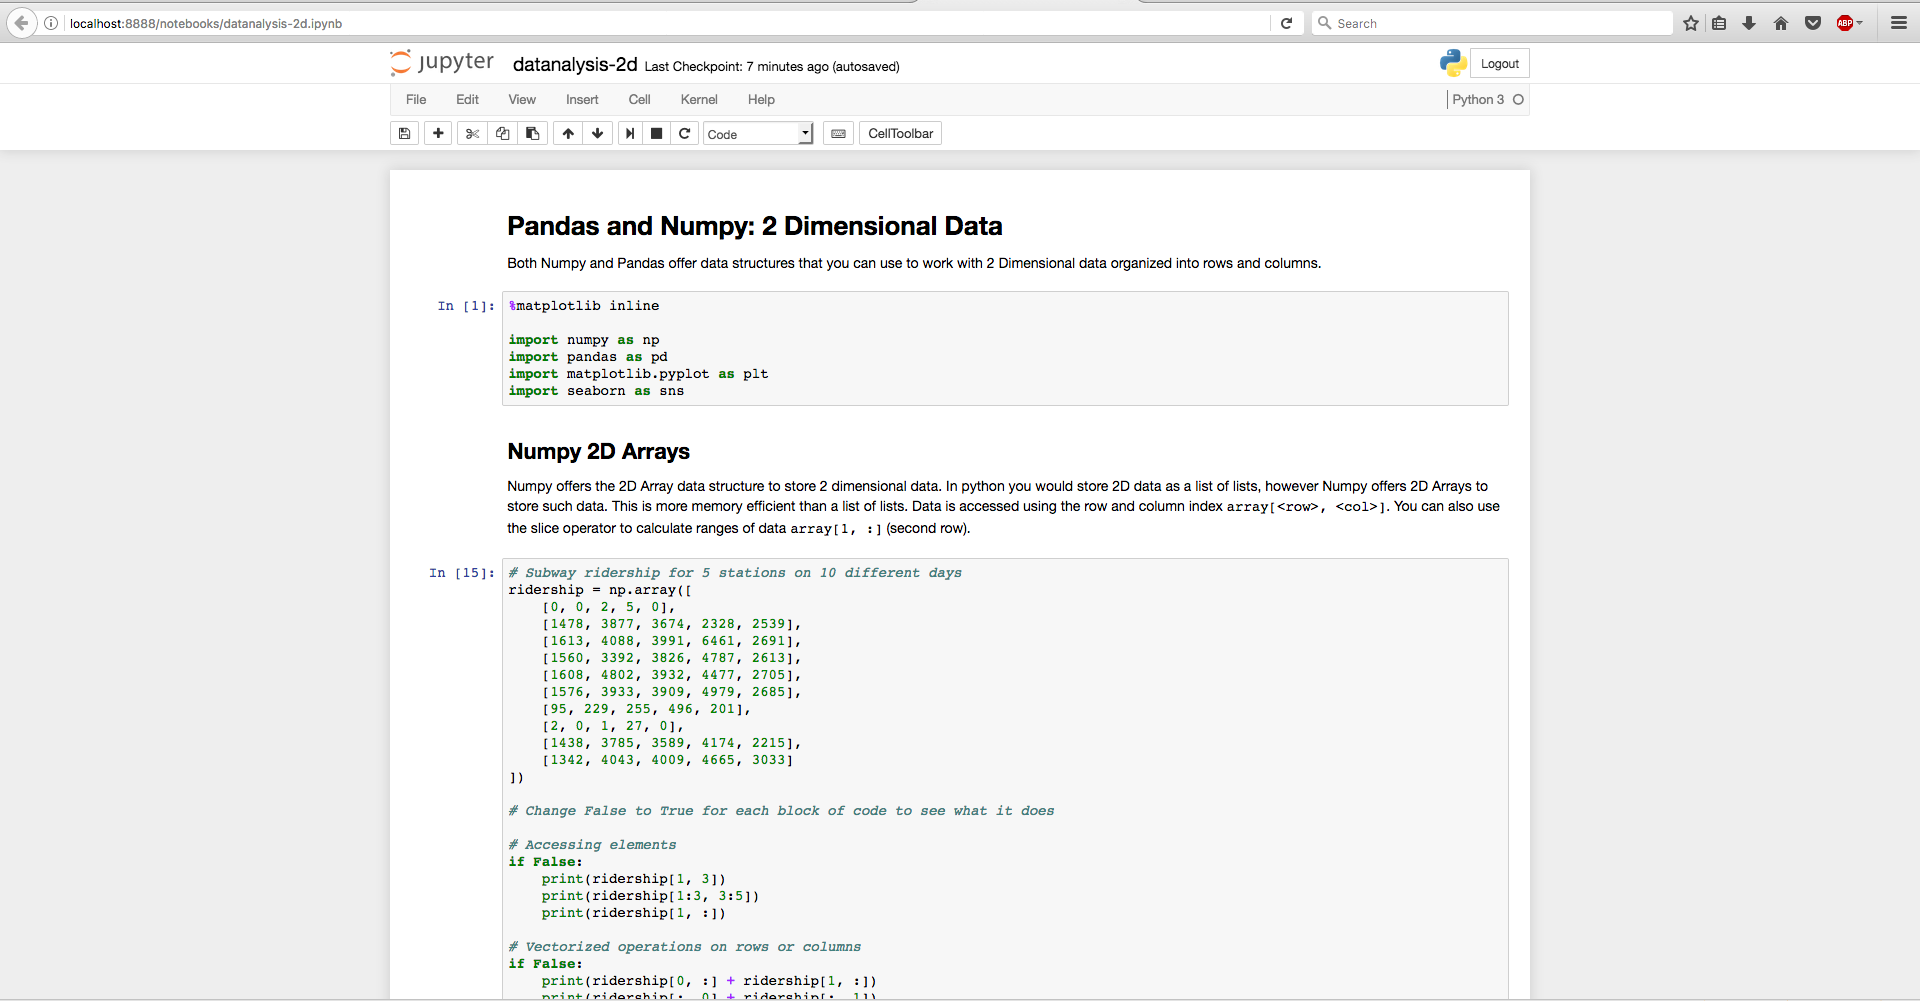 localhost:8888/notebooks/datanalysis-2d.ipynb
Search
ABP
jupyter datanalysis-2d Last Checkpoint: 7 minutes ago (autosaved)
Logout
File Edit View Insert Cell Kernel Help
Python 3
Code
CellToolbar
Pandas and Numpy: 2 Dimensional Data
Both Numpy and Pandas offer data structures that you can use to work with 2 Dimensional data organized into rows and columns.
In [1]: %matplotlib inline
import numpy as np
import pandas as pd
import matplotlib.pyplot as plt
import seaborn as sns
Numpy 2D Arrays
Numpy offers the 2D Array data structure to store 2 dimensional data. In python you would store 2D data as a list of lists, however Numpy offers 2D Arrays to
store such data. This is more memory efficient than a list of lists. Data is accessed using the row and column index array[<row>, <col>]. You can also use
the slice operator to calculate ranges of data array[1, :] (second row).
In [15]: # Subway ridership for 5 stations on 10 different days
ridership = np.array([
[0, 0, 2, 5, 0],
[1478, 3877, 3674, 2328, 2539],
[1613, 4088, 3991, 6461, 2691],
[1560, 3392, 3826, 4787, 2613],
[1608, 4802, 3932, 4477, 2705],
[1576, 3933, 3909, 4979, 2685],
[95, 229, 255, 496, 201],
[2, 0, 1, 27, 0],
[1438, 3785, 3589, 4174, 2215],
[1342, 4043, 4009, 4665, 3033]
])
# Change False to True for each block of code to see what it does
# Accessing elements
if False:
print(ridership[1, 3])
print(ridership[1:3, 3:5])
print(ridership[1, :])
# Vectorized operations on rows or columns
if False:
print(ridership[0, :] + ridership[1, :])
print(ridership[:, 0] + ridership[:, 1])